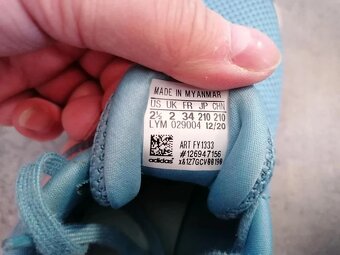 MADE IN MYANMAR
US UK FR JP CHN
2½ 2 34 210 210
LYM 029004 12/20
ART FY1333
#126947156
adidas